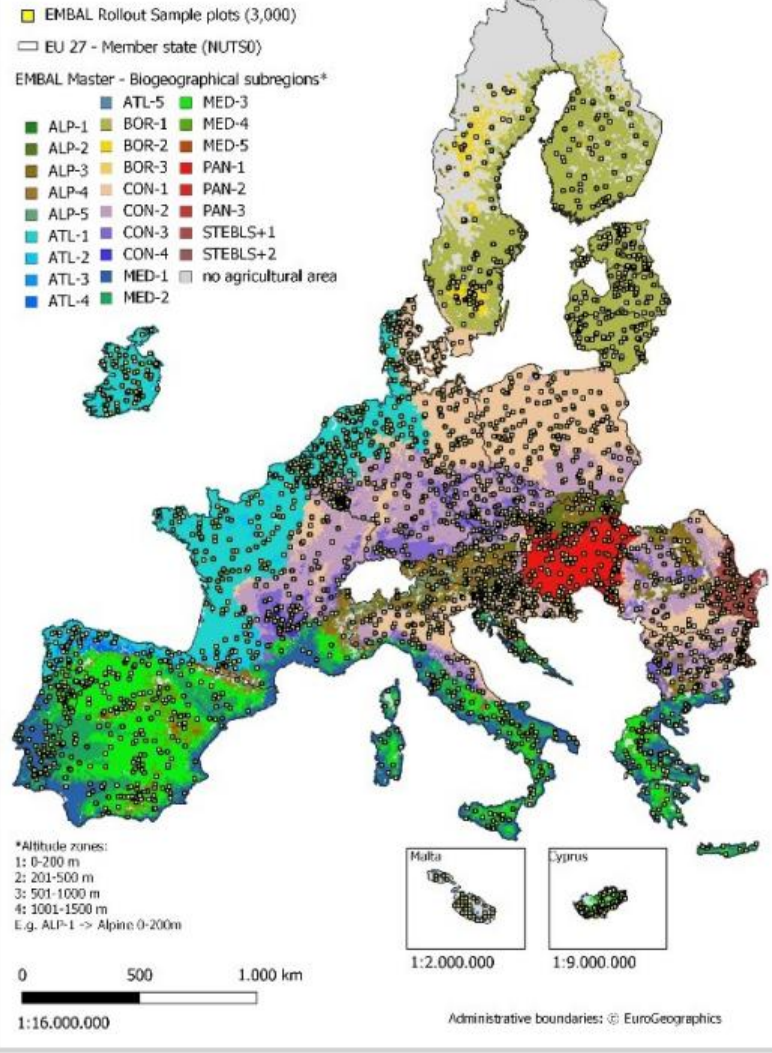 EMBAL Rollout Sample plots (3,000)
EU 27 - Member state (NUTS0)
EMBAL Master - Biogeographical subregions*
ALP-1
ALP-2
ALP-3
ALP-4
ALP-5
ATL-1
ATL-2
ATL-3
ATL-4
ATL-5
BOR-1
BOR-2
BOR-3
CON-1
CON-2
CON-3
CON-4
MED-1
MED-2
MED-3
MED-4
MED-5
PAN-1
PAN-2
PAN-3
STEBLS+1
STEBLS+2
no agricultural area
*Altitude zones:
1: 0-200 m
2: 201-500 m
3: 501-1000 m
4: 1001-1500 m
E.g. ALP-1 -> Alpine 0-200m
Malta
Cyprus
1:2.000.000
1:9.000.000
0 500 1.000 km
1:16.000.000
Administrative boundaries: © EuroGeographics